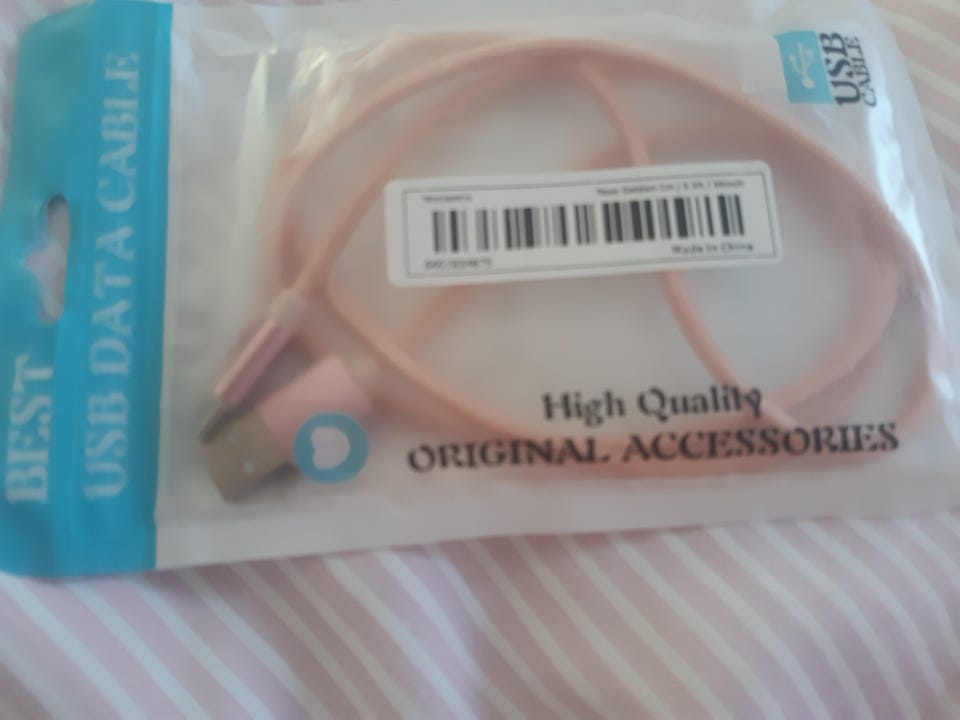 BEST
USB DATA CABLE
USB
CABLE
Made in China
High Quality
ORIGINAL ACCESSORIES